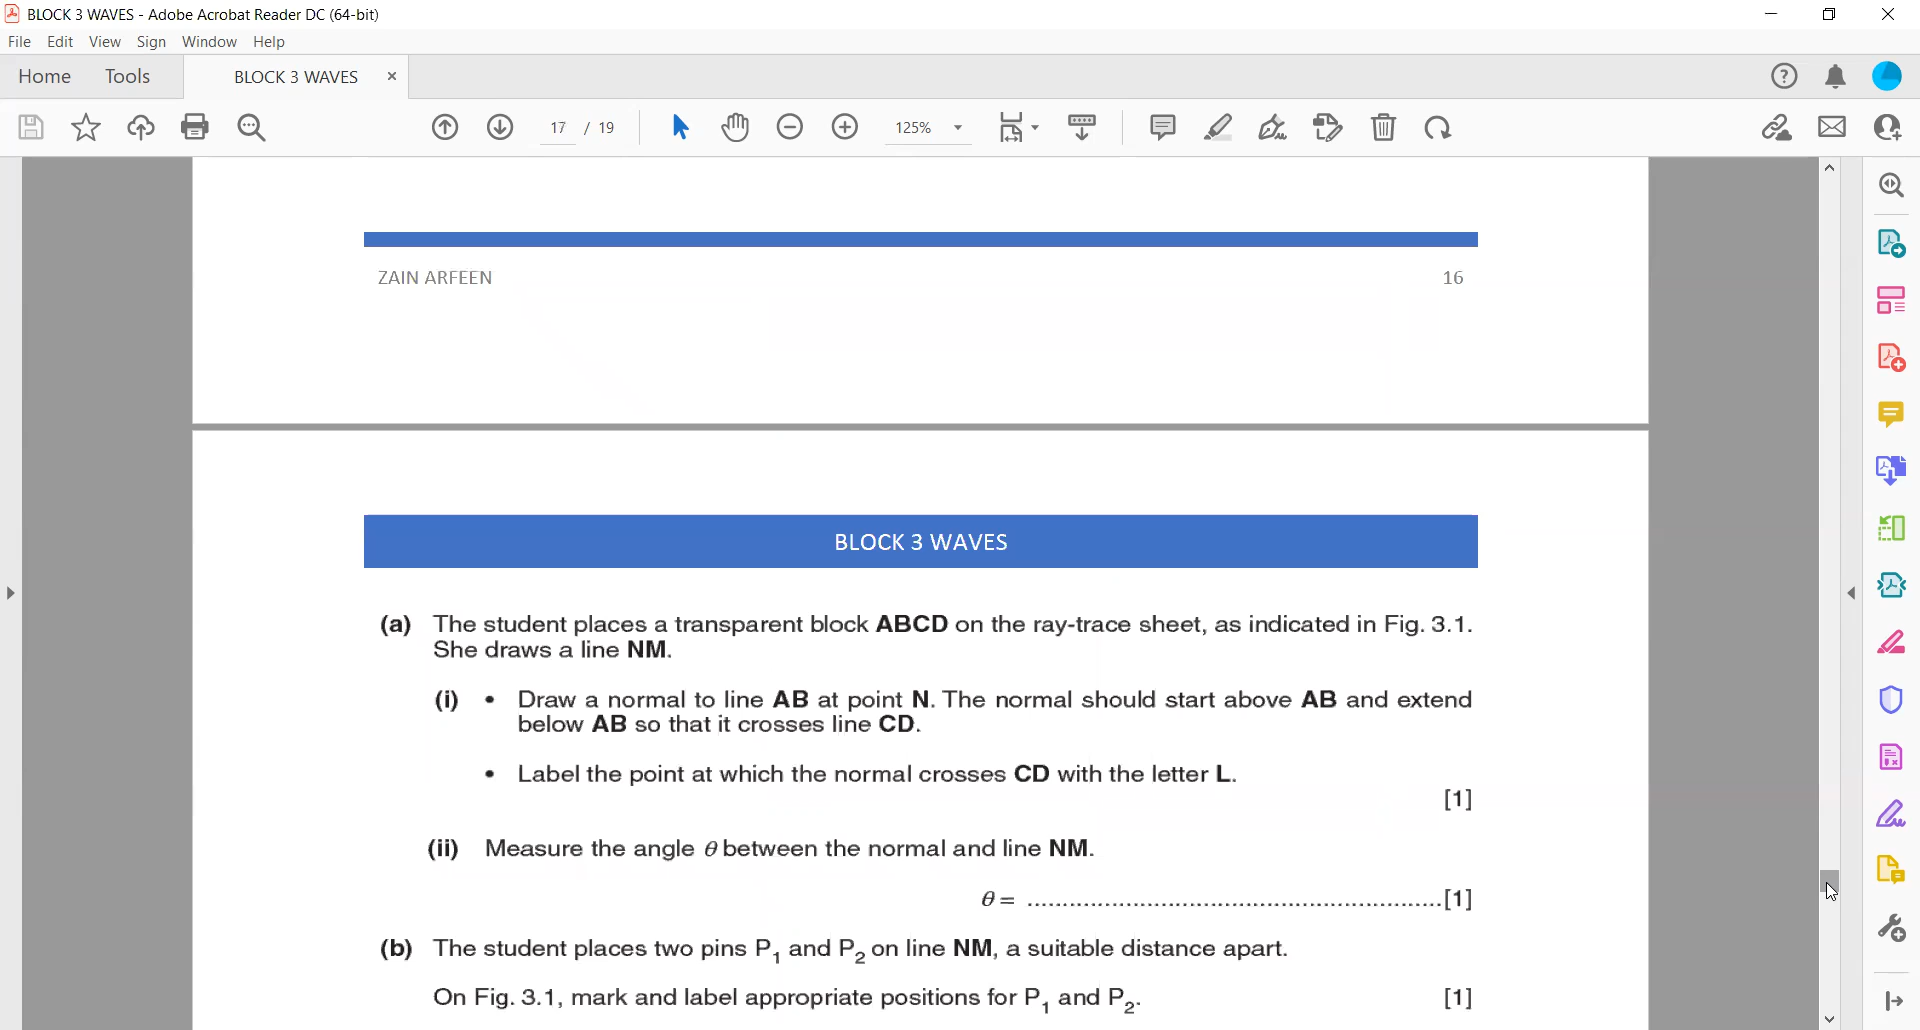 BLOCK 3 WAVES - Adobe Acrobat Reader DC (64-bit)
File Edit View Sign Window Help
Home Tools BLOCK 3 WAVES ×
17 / 19 125%
ZAIN ARFEEN 16
BLOCK 3 WAVES
(a) The student places a transparent block ABCD on the ray-trace sheet, as indicated in Fig. 3.1.
She draws a line NM.
(i) • Draw a normal to line AB at point N. The normal should start above AB and extend
below AB so that it crosses line CD.
• Label the point at which the normal crosses CD with the letter L.
[1]
(ii) Measure the angle θ between the normal and line NM.
θ = ............................................................[1]
(b) The student places two pins P₁ and P₂ on line NM, a suitable distance apart.
On Fig. 3.1, mark and label appropriate positions for P₁ and P₂. [1]